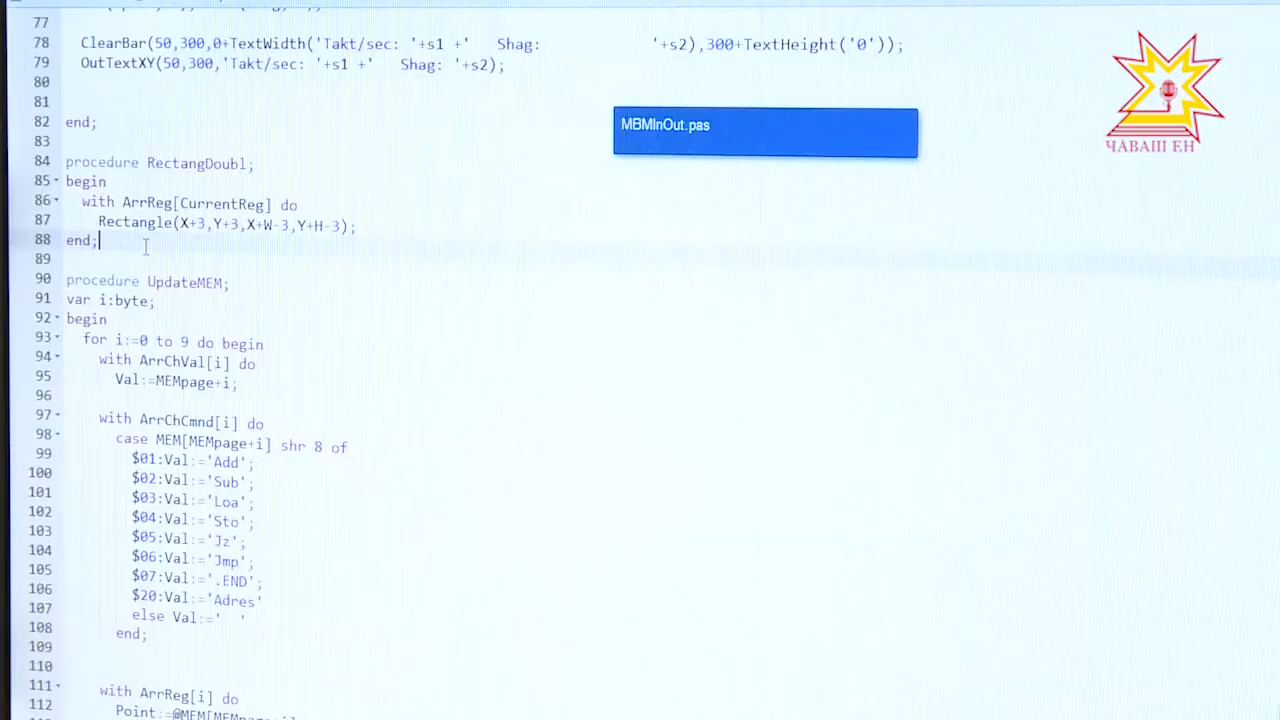 77
78 ClearBar(50,300,0+TextWidth('Takt/sec: '+s1 +' Shag: '+s2),300+TextHeight('0'));
79 OutTextXY(50,300,'Takt/sec: '+s1 +' Shag: '+s2);
80
81
82 end;
83
84 procedure RectangDoubl;
85 begin
86 with ArrReg[CurrentReg] do
87 Rectangle(X+3,Y+3,X+W-3,Y+H-3);
88 end;
89
90 procedure UpdateMEM;
91 var i:byte;
92 begin
93 for i:=0 to 9 do begin
94 with ArrChVal[i] do
95 Val:=MEMpage+i;
96
97 with ArrChCmnd[i] do
98 case MEM[MEMpage+i] shr 8 of
99 $01:Val:='Add';
100 $02:Val:='Sub';
101 $03:Val:='Loa';
102 $04:Val:='Sto';
103 $05:Val:='Jz';
104 $06:Val:='Jmp';
105 $07:Val:='.END';
106 $20:Val:='Adres'
107 else Val:=' '
108 end;
109
110
111 with ArrReg[i] do
112 Point:=@MEM[MEMpage+i]
MBMInOut.pas
ЧӐВАШ ЕН